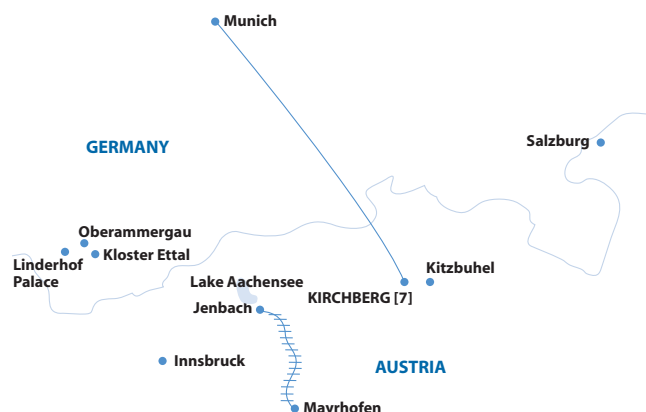 Munich
GERMANY
Salzburg
Oberammergau
Kloster Ettal
Linderhof
Palace
Lake Aachensee
Kitzbuhel
KIRCHBERG [7]
Jenbach
Innsbruck
AUSTRIA
Mayrhofen